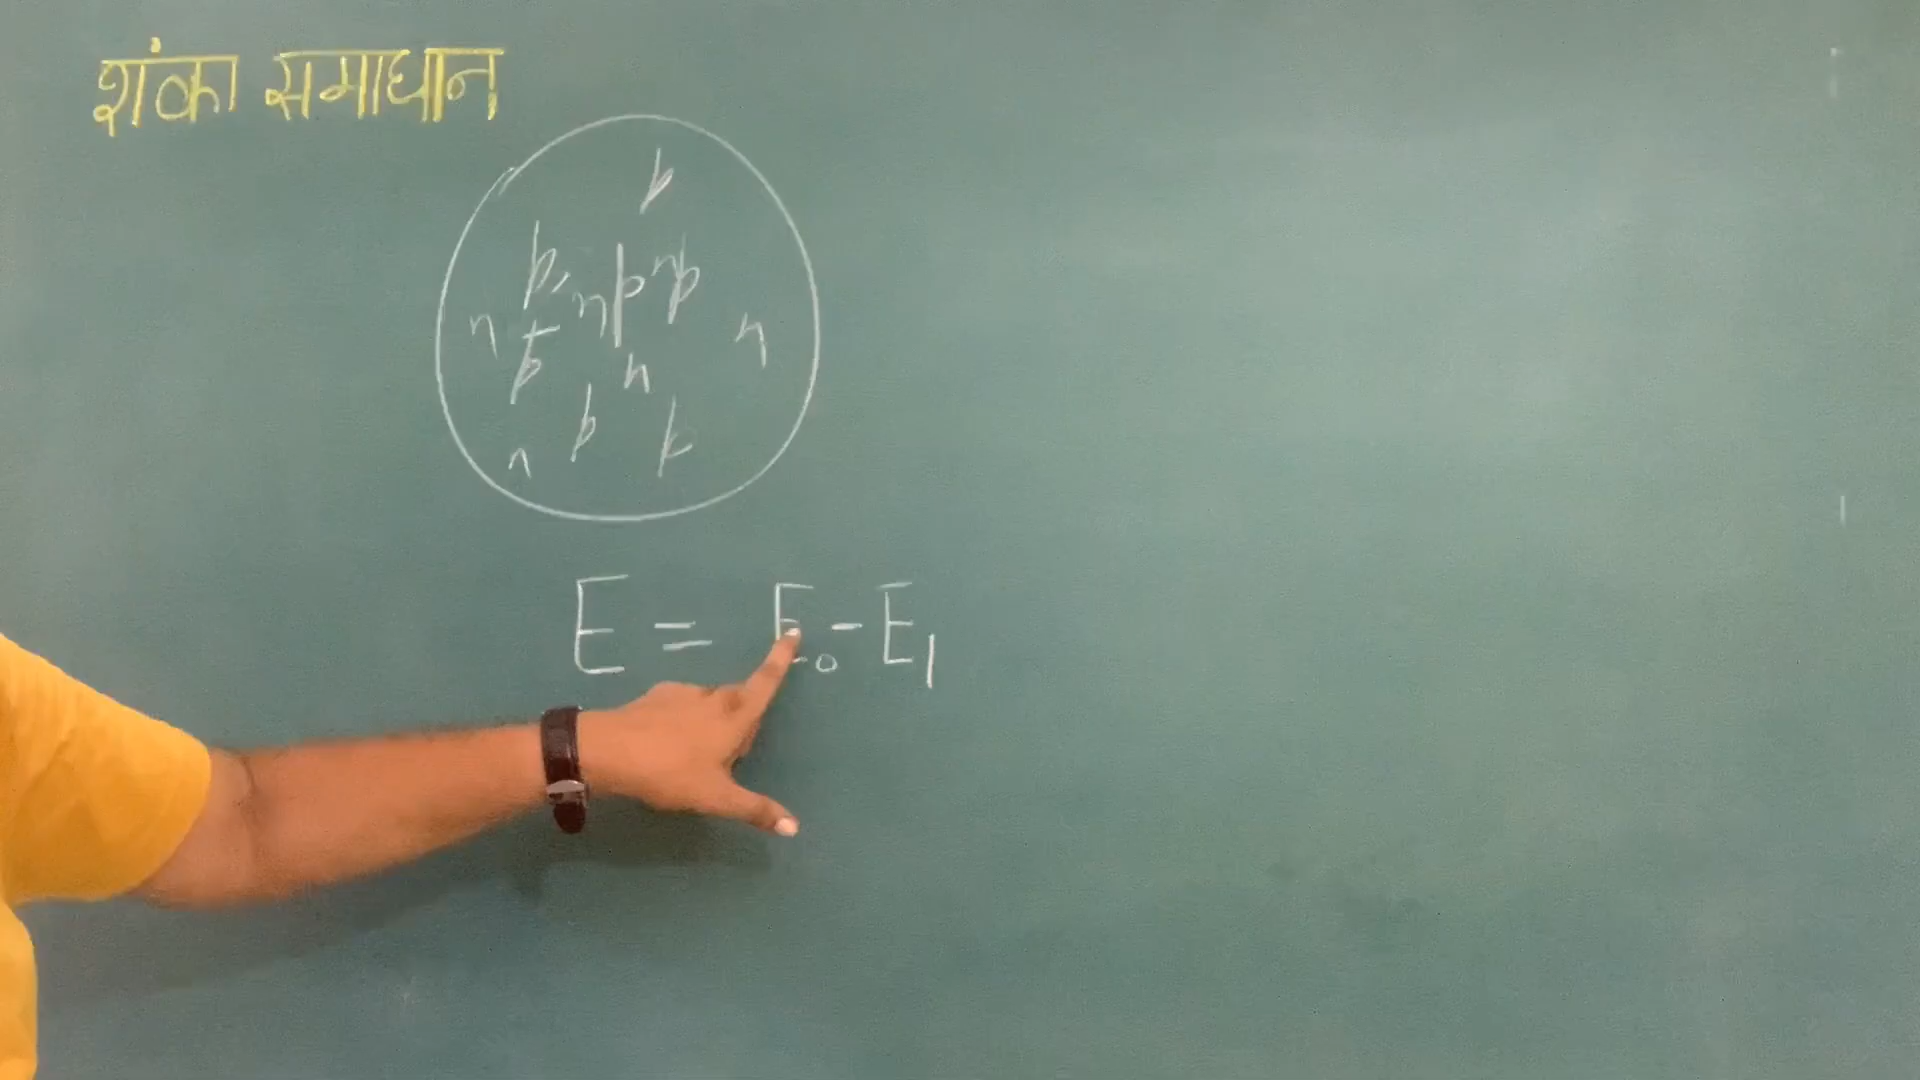 शंका समाधान
p
p n p n p
n p n n
p p
n
E = E₀ - E₁